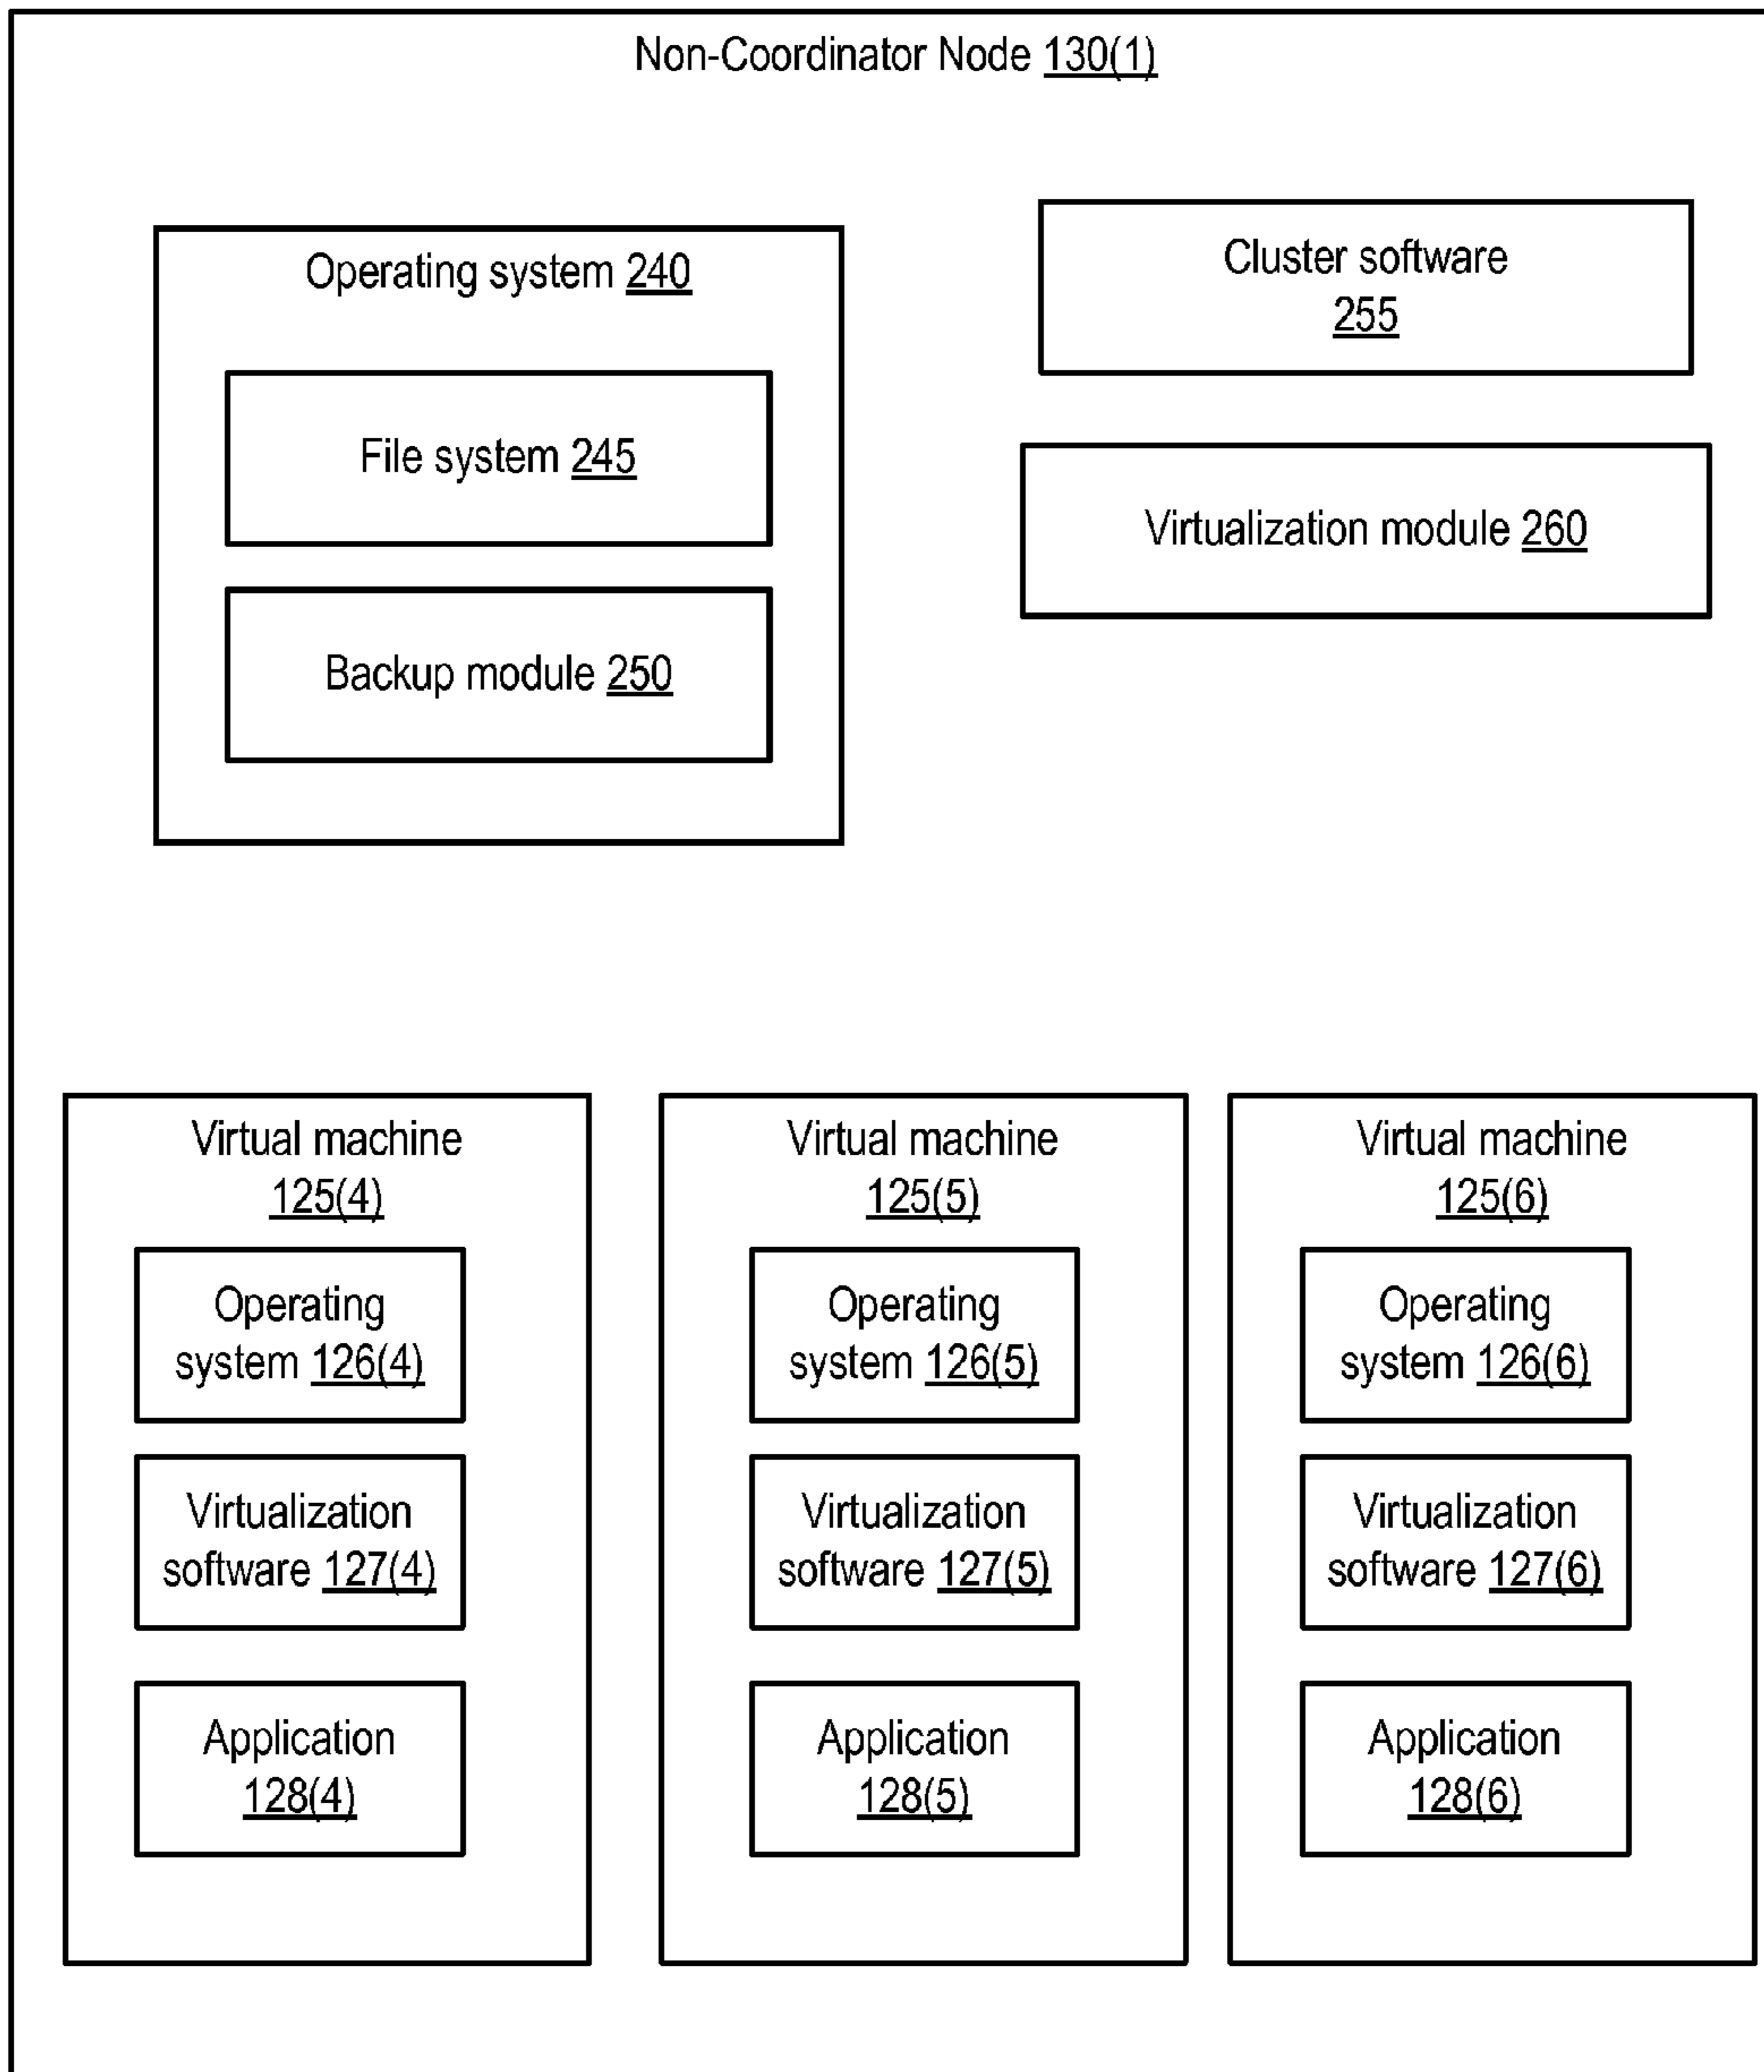 Non-Coordinator Node 130(1)
Operating system 240
File system 245
Backup module 250
Cluster software
255
Virtualization module 260
Virtual machine
125(4)
Operating
system 126(4)
Virtualization
software 127(4)
Application
128(4)
Virtual machine
125(5)
Operating
system 126(5)
Virtualization
software 127(5)
Application
128(5)
Virtual machine
125(6)
Operating
system 126(6)
Virtualization
software 127(6)
Application
128(6)